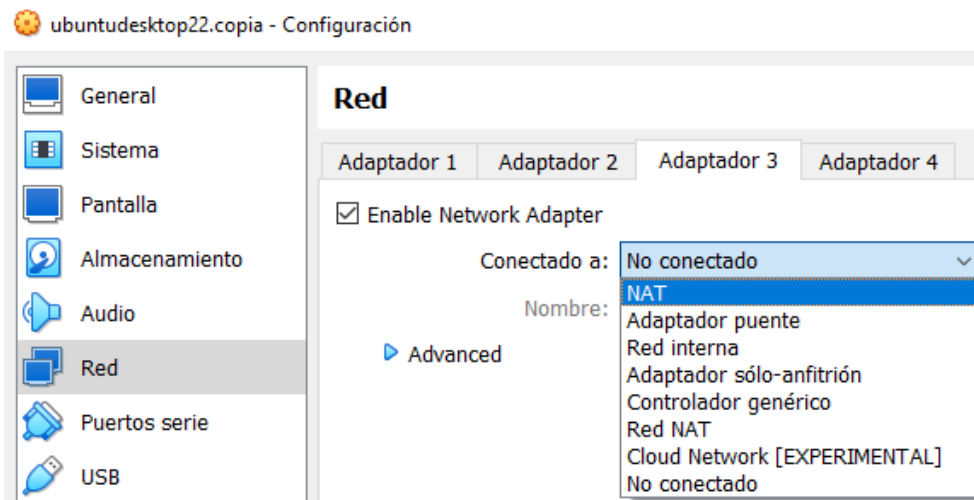 ubuntudesktop22.copia - Configuración
General
Sistema
Pantalla
Almacenamiento
Audio
Red
Puertos serie
USB
Red
Adaptador 1 Adaptador 2 Adaptador 3 Adaptador 4
Enable Network Adapter
Conectado a: No conectado
Nombre:
Advanced
NAT
Adaptador puente
Red interna
Adaptador sólo-anfitrión
Controlador genérico
Red NAT
Cloud Network [EXPERIMENTAL]
No conectado